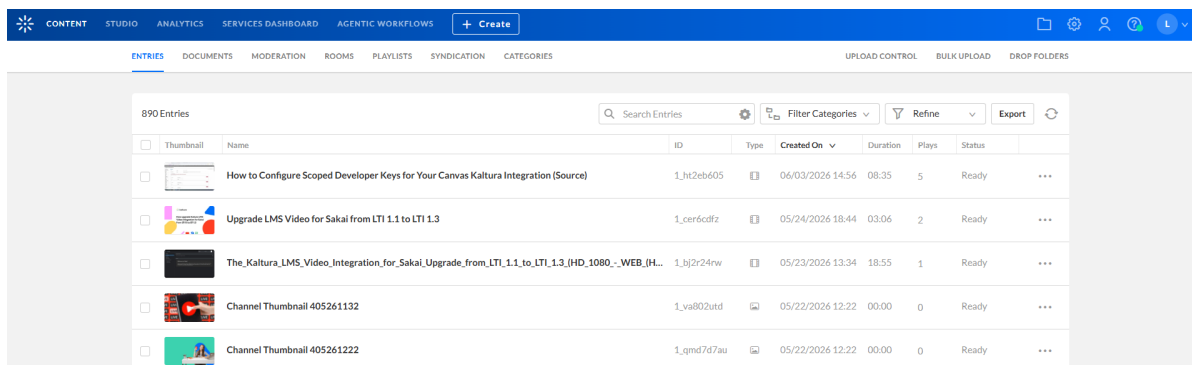 CONTENT STUDIO ANALYTICS SERVICES DASHBOARD AGENTIC WORKFLOWS + Create L
ENTRIES DOCUMENTS MODERATION ROOMS PLAYLISTS SYNDICATION CATEGORIES UPLOAD CONTROL BULK UPLOAD DROP FOLDERS
890 Entries Search Entries Filter Categories Refine Export
Thumbnail Name ID Type Created On Duration Plays Status
How to Configure Scoped Developer Keys for Your Canvas Kaltura Integration (Source) 1_ht2eb605 06/03/2026 14:56 08:35 5 Ready
Upgrade LMS Video for Sakai from LTI 1.1 to LTI 1.3 1_cer6cdfz 05/24/2026 18:44 03:06 2 Ready
The_Kaltura_LMS_Video_Integration_for_Sakai_Upgrade_from_LTI_1.1_to_LTI_1.3_(HD_1080_-_WEB_(H... 1_bj2r24rw 05/23/2026 13:34 18:55 1 Ready
Channel Thumbnail 405261132 1_va802utd 05/22/2026 12:22 00:00 0 Ready
Channel Thumbnail 405261222 1_qmd7d7au 05/22/2026 12:22 00:00 0 Ready